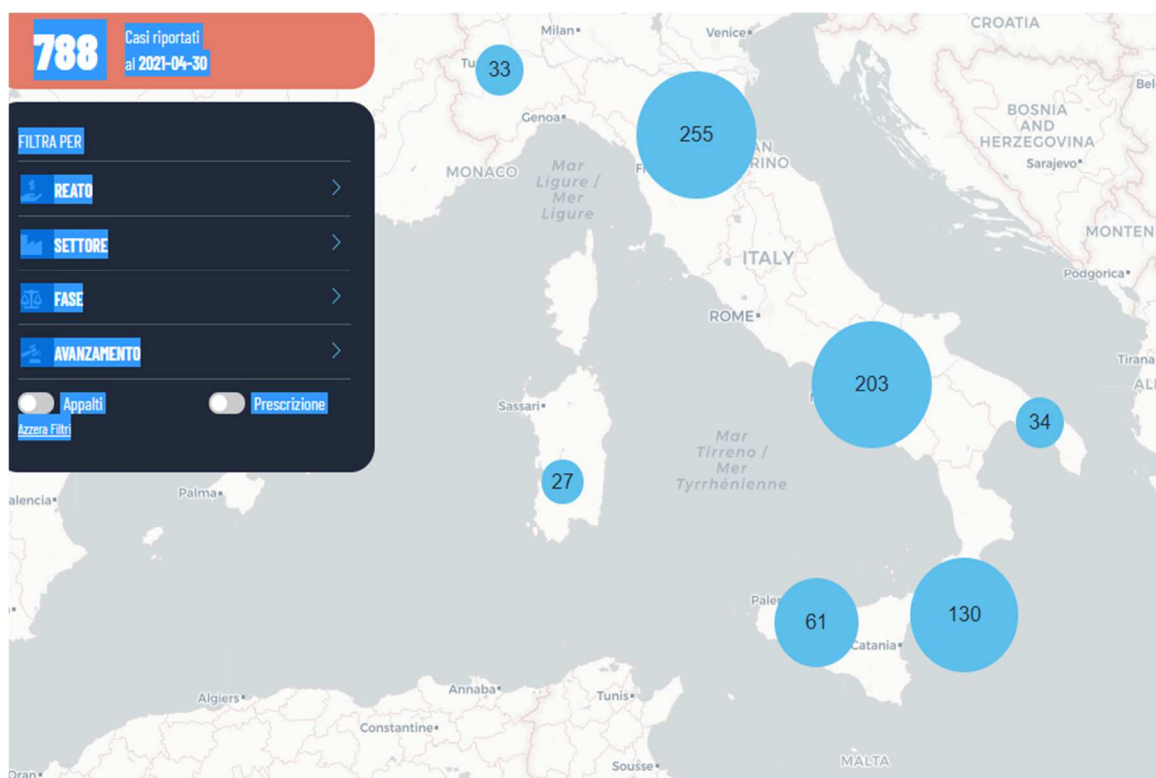 788
Casi riportati
al 2021-04-30
FILTRA PER
REATO
SETTORE
FASE
AVANZAMENTO
Appalti
Prescrizione
Azzera Filtri
Milan
Venice
CROATIA
33
Genoa
255
BOSNIA
AND
HERZEGOVINA
Sarajevo
MONACO
Mar
Ligure /
Mer
Ligure
ITALY
Podgorica
ROME
203
Sassari
34
Mar
Tirreno /
Mer
Tyrrhénienne
27
Palma
61
130
Catania
Algiers
Annaba
Tunis
Constantine
Sousse
MALTA
Oran
Tirana